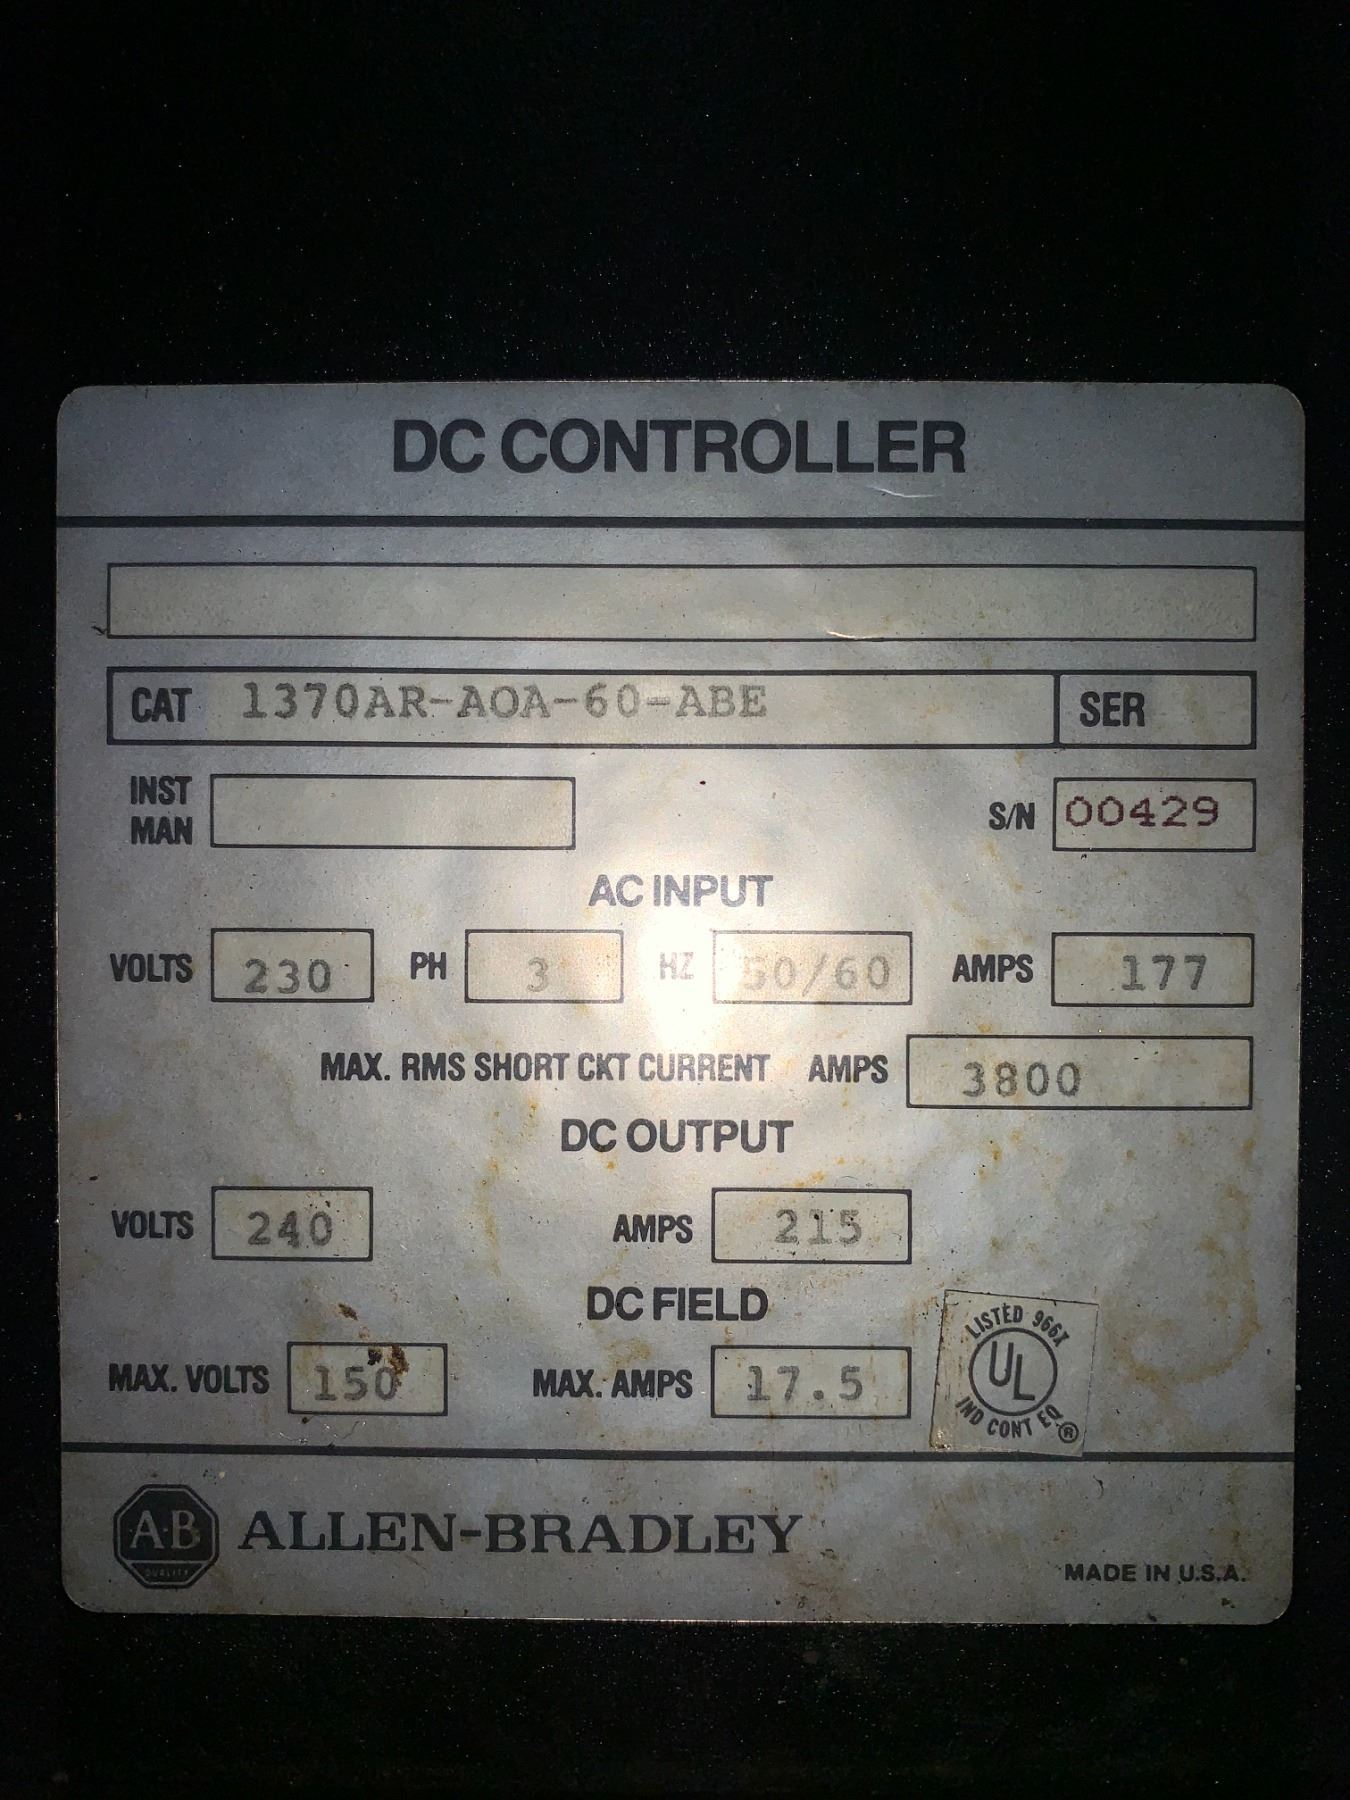 DC CONTROLLER
CAT 1370AR-AOA-60-ABE SER
INST
MAN
S/N 00429
AC INPUT
VOLTS 230 PH 3 HZ 50/60 AMPS 177
MAX. RMS SHORT CKT CURRENT AMPS 3800
DC OUTPUT
VOLTS 240 AMPS 215
DC FIELD
MAX. VOLTS 150 MAX. AMPS 17.5
LISTED 966X
UL
IND CONT EQ ®
A-B
QUALITY
ALLEN-BRADLEY
MADE IN U.S.A.